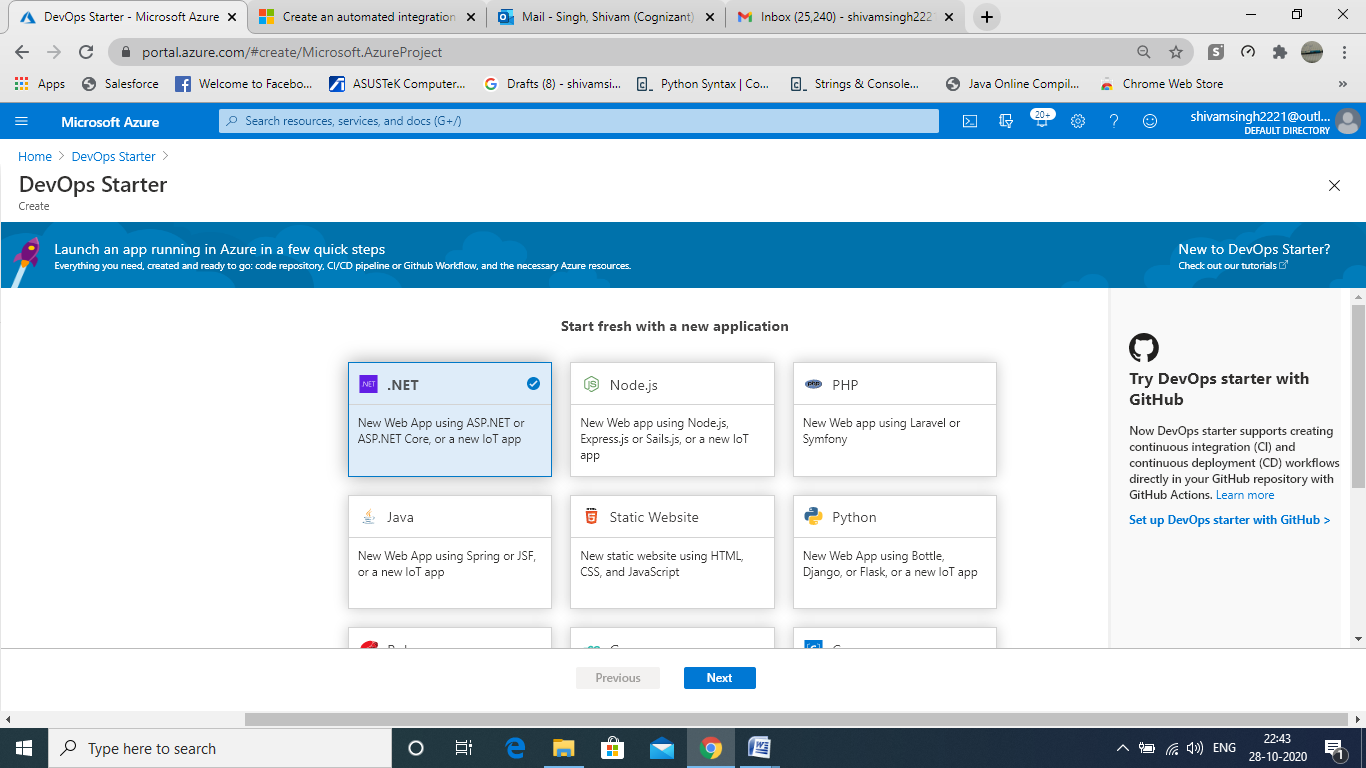 DevOps Starter - Microsoft Azure
Create an automated integration
Mail - Singh, Shivam (Cognizant)
Inbox (25,240) - shivamsingh222
portal.azure.com/#create/Microsoft.AzureProject
Apps
Salesforce
Welcome to Facebo...
ASUSTeK Computer...
Drafts (8) - shivamsi...
Python Syntax | Co...
Strings & Console...
Java Online Compil...
Chrome Web Store
»
Microsoft Azure
Search resources, services, and docs (G+/)
20+
shivamsingh2221@outl...
DEFAULT DIRECTORY
Home > DevOps Starter >
DevOps Starter
Create
Launch an app running in Azure in a few quick steps
Everything you need, created and ready to go: code repository, CI/CD pipeline or Github Workflow, and the necessary Azure resources.
New to DevOps Starter?
Check out our tutorials
Start fresh with a new application
.NET
New Web App using ASP.NET or
ASP.NET Core, or a new IoT app
Node.js
New Web app using Node.js,
Express.js or Sails.js, or a new IoT
app
PHP
New Web app using Laravel or
Symfony
Java
New Web App using Spring or JSF,
or a new IoT app
Static Website
New static website using HTML,
CSS, and JavaScript
Python
New Web App using Bottle,
Django, or Flask, or a new IoT app
Try DevOps starter with
GitHub
Now DevOps starter supports creating
continuous integration (CI) and
continuous deployment (CD) workflows
directly in your GitHub repository with
GitHub Actions. Learn more
Set up DevOps starter with GitHub >
Previous
Next
Type here to search
ENG
22:43
28-10-2020
1